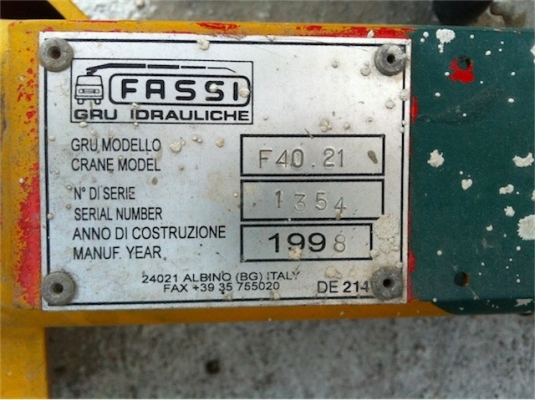 FASSI
GRU IDRAULICHE
GRU MODELLO
CRANE MODEL
F40.21
N° DI SERIE
SERIAL NUMBER
1354
ANNO DI COSTRUZIONE
MANUF. YEAR
1998
24021 ALBINO (BG) ITALY
FAX +39 35 755020
DE 214